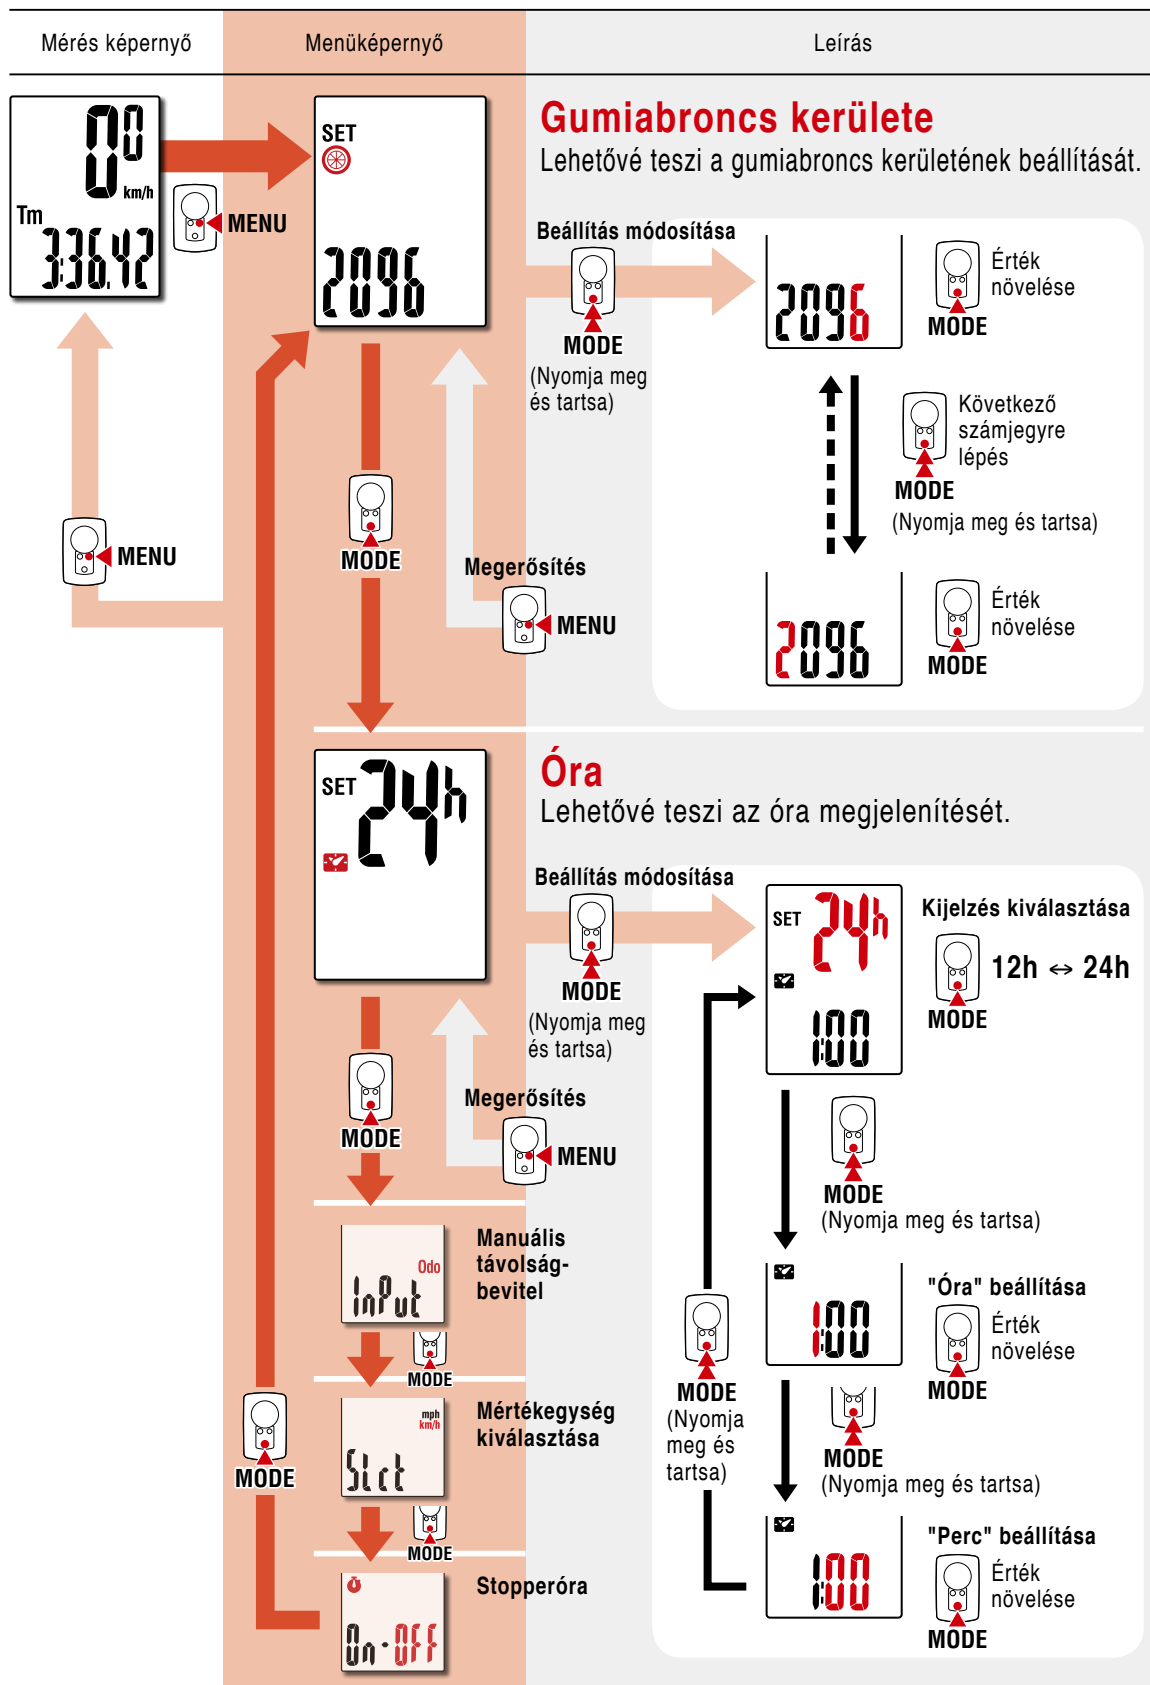 Mérés képernyő
Menüképernyő
Leírás
0⁰
km/h
Tm
3:36.42
MENU
SET
2096
Gumiabroncs kerülete
Lehetővé teszi a gumiabroncs kerületének beállítását.
Beállítás módosítása
MODE
(Nyomja meg
és tartsa)
2096
Érték
növelése
MODE
Következő
számjegyre
lépés
MODE
(Nyomja meg és tartsa)
2096
Érték
növelése
MODE
MODE
Megerősítés
MENU
MENU
SET
24h
Óra
Lehetővé teszi az óra megjelenítését.
Beállítás módosítása
MODE
(Nyomja meg
és tartsa)
SET
24h
1:00
Kijelzés kiválasztása
12h ⇔ 24h
MODE
MODE
(Nyomja meg és tartsa)
1:00
"Óra" beállítása
Érték
növelése
MODE
MODE
(Nyomja meg és tartsa)
1:00
"Perc" beállítása
Érték
növelése
MODE
MODE
(Nyomja
meg és
tartsa)
MODE
Megerősítés
MENU
Odo
InPut
Manuális
távolság-
bevitel
MODE
mph
km/h
Slct
Mértékegység
kiválasztása
MODE
On-OFF
Stopperóra
MODE